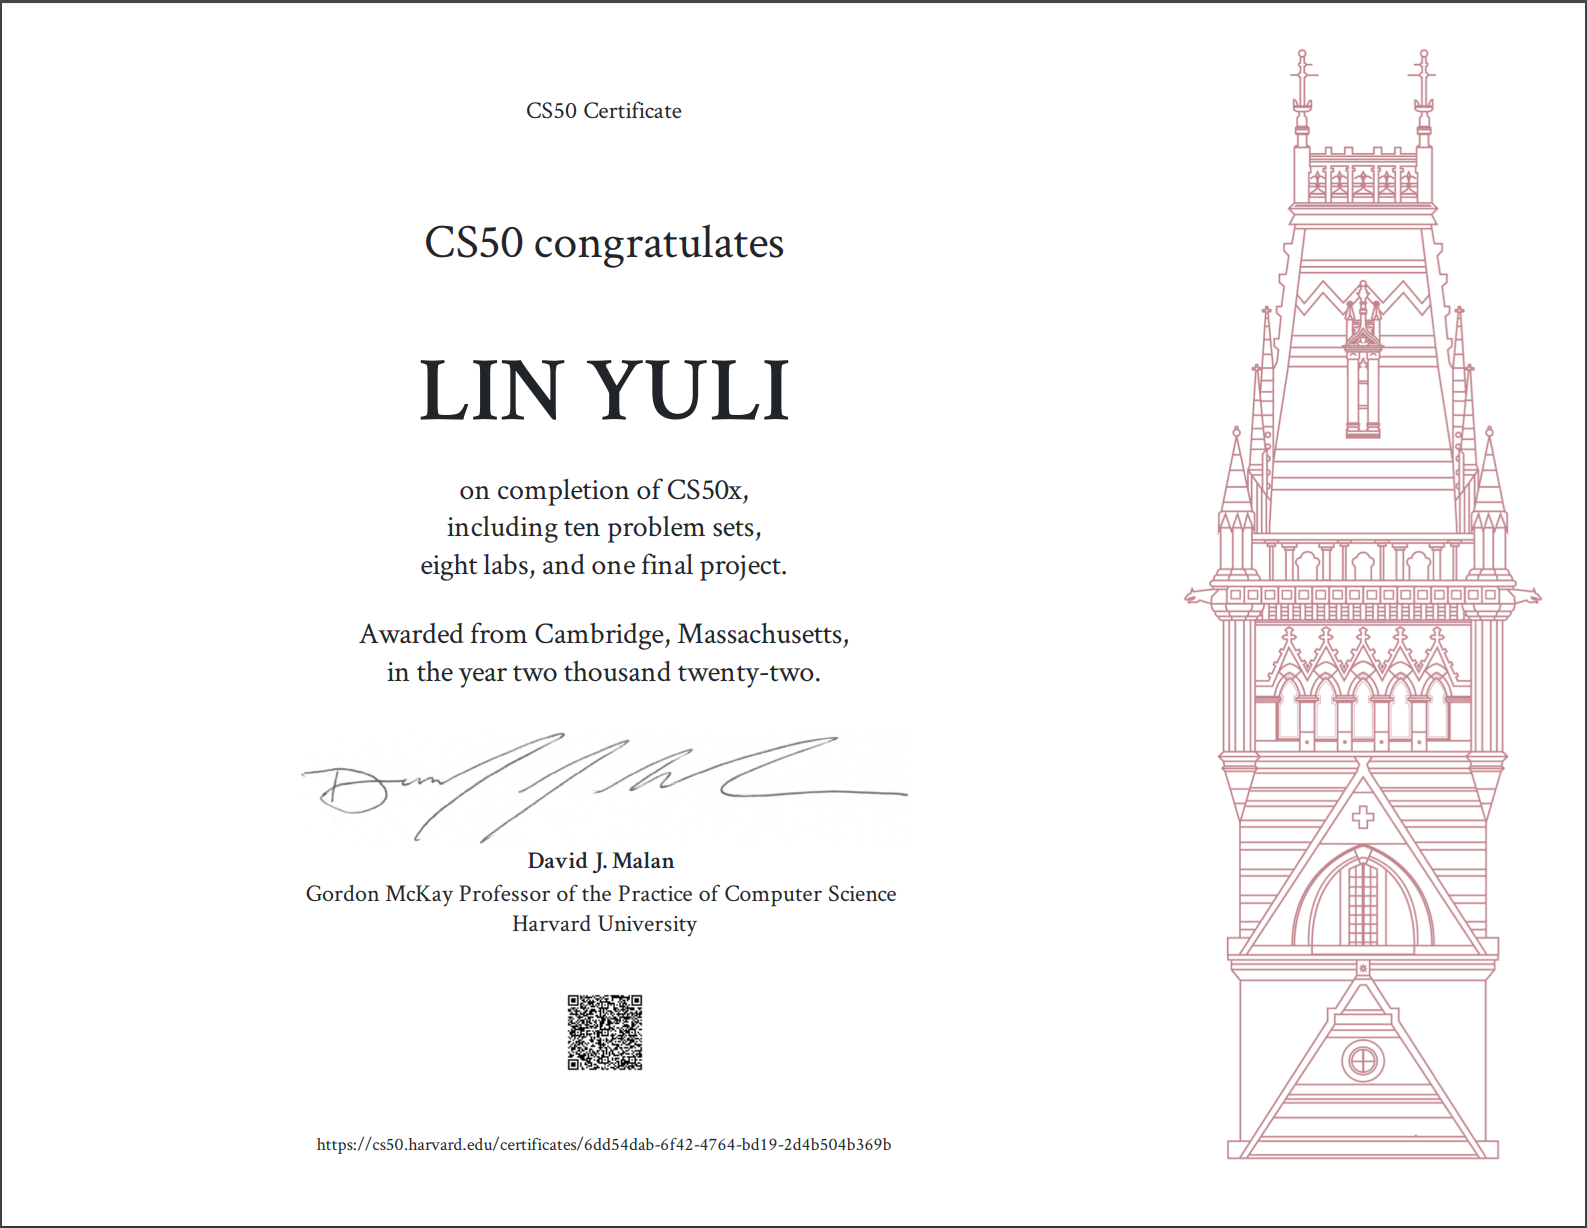 CS50 Certificate
CS50 congratulates
LIN YULI
on completion of CS50x,
including ten problem sets,
eight labs, and one final project.
Awarded from Cambridge, Massachusetts,
in the year two thousand twenty-two.
David J. Malan
Gordon McKay Professor of the Practice of Computer Science
Harvard University
https://cs50.harvard.edu/certificates/6dd54dab-6f42-4764-bd19-2d4b504b369b